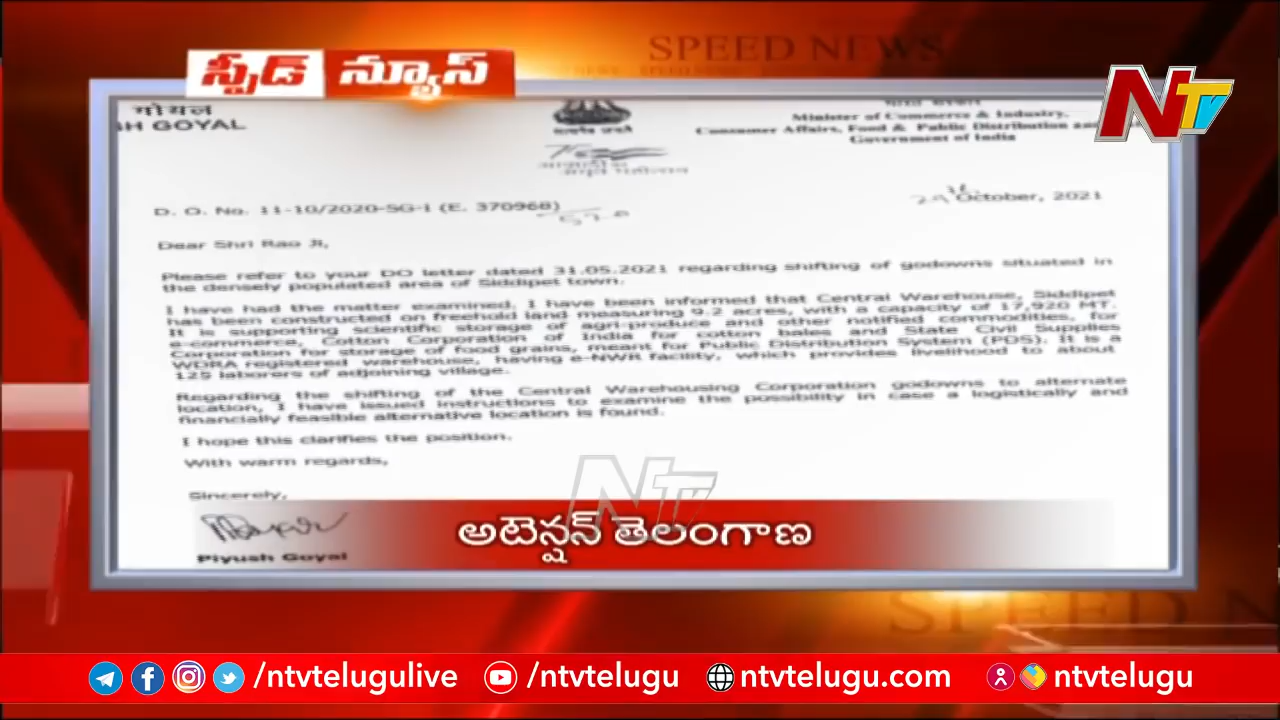 SPEED NEWS
స్పీడ్ న్యూస్
NTV
गोयल
SH GOYAL
सत्यमेव जयते
Minister of Commerce & Industry,
Consumer Affairs, Food & Public Distribution and
Government of India
D. O. No. 11-10/2020-SG-I (E. 370968)
October, 2021
Dear Shri Rao Ji,
Please refer to your DO letter dated 31.05.2021 regarding shifting of godowns situated in
the densely populated area of Siddipet town.
I have had the matter examined. I have been informed that Central Warehouse, Siddipet
has been constructed on freehold land measuring 9.2 acres, with a capacity of 17,920 MT.
It is supporting scientific storage of agri-produce and other notified commodities, for
e-commerce, Cotton Corporation of India for cotton bales and State Civil Supplies
Corporation for storage of food grains, meant for Public Distribution System (PDS). It is a
WDRA registered warehouse, having e-NWR facility, which provides livelihood to about
125 laborers of adjoining village.
Regarding the shifting of the Central Warehousing Corporation godowns to alternate
location, I have issued instructions to examine the possibility in case a logistically and
financially feasible alternative location is found.
I hope this clarifies the position.
With warm regards,
Sincerely,
NTV
అటెన్షన్ తెలంగాణ
Piyush Goyal
SPEED N
/ntvtelugulive /ntvtelugu ntvtelugu.com ntvtelugu